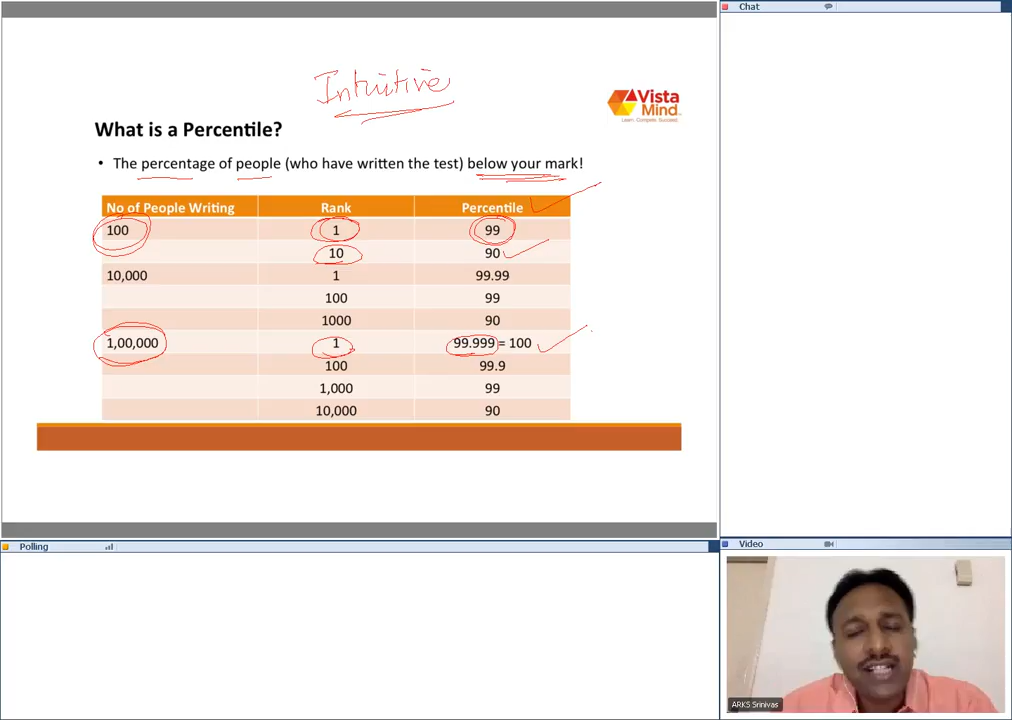 Chat
Intuitive
Vista
Mind
Learn. Compete. Succeed.
What is a Percentile?
• The percentage of people (who have written the test) below your mark!
No of People Writing Rank Percentile
100 1 99
10 90
10,000 1 99.99
100 99
1000 90
1,00,000 1 99.999 = 100
100 99.9
1,000 99
10,000 90
Polling
Video
ARKS Srinivas